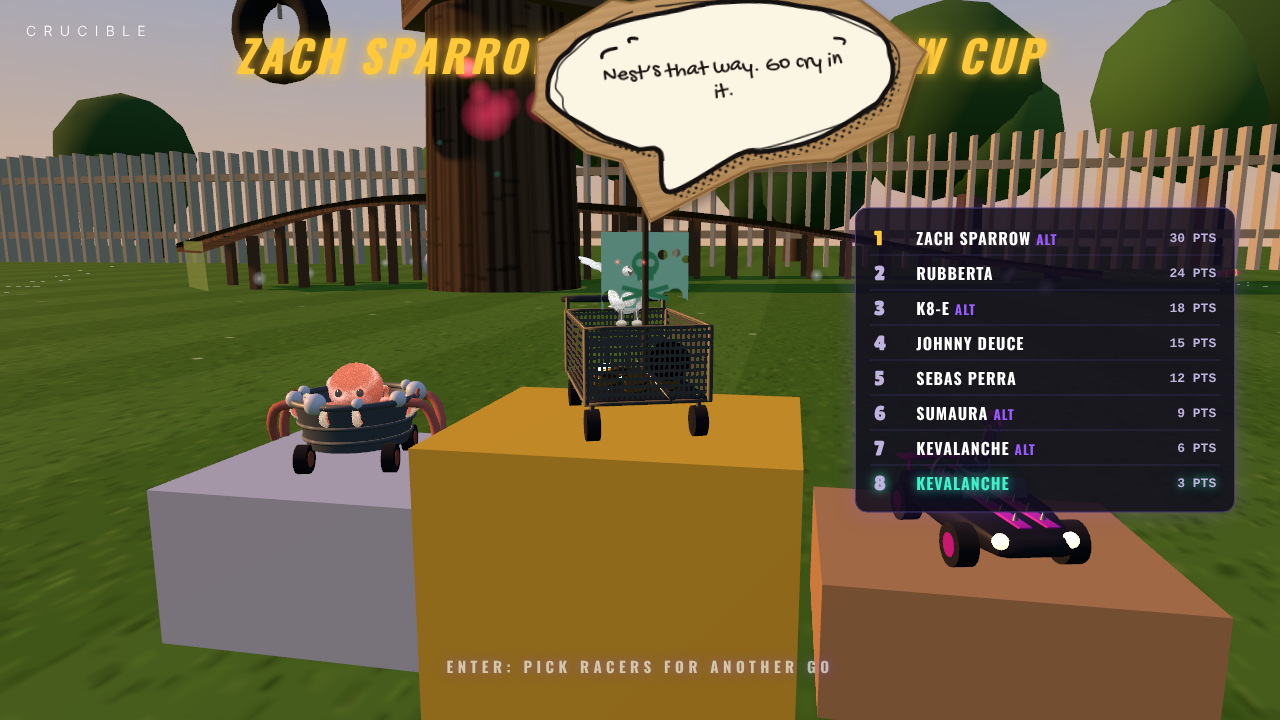 CRUCIBLE
ZACH SPARRO
W CUP
Nest's that way. Go cry in
it.
1 ZACH SPARROW ALT 30 PTS
2 RUBBERTA 24 PTS
3 K8-E ALT 18 PTS
4 JOHNNY DEUCE 15 PTS
5 SEBAS PERRA 12 PTS
6 SUMAURA ALT 9 PTS
7 KEVALANCHE ALT 6 PTS
8 KEVALANCHE 3 PTS
ENTER: PICK RACERS FOR ANOTHER GO